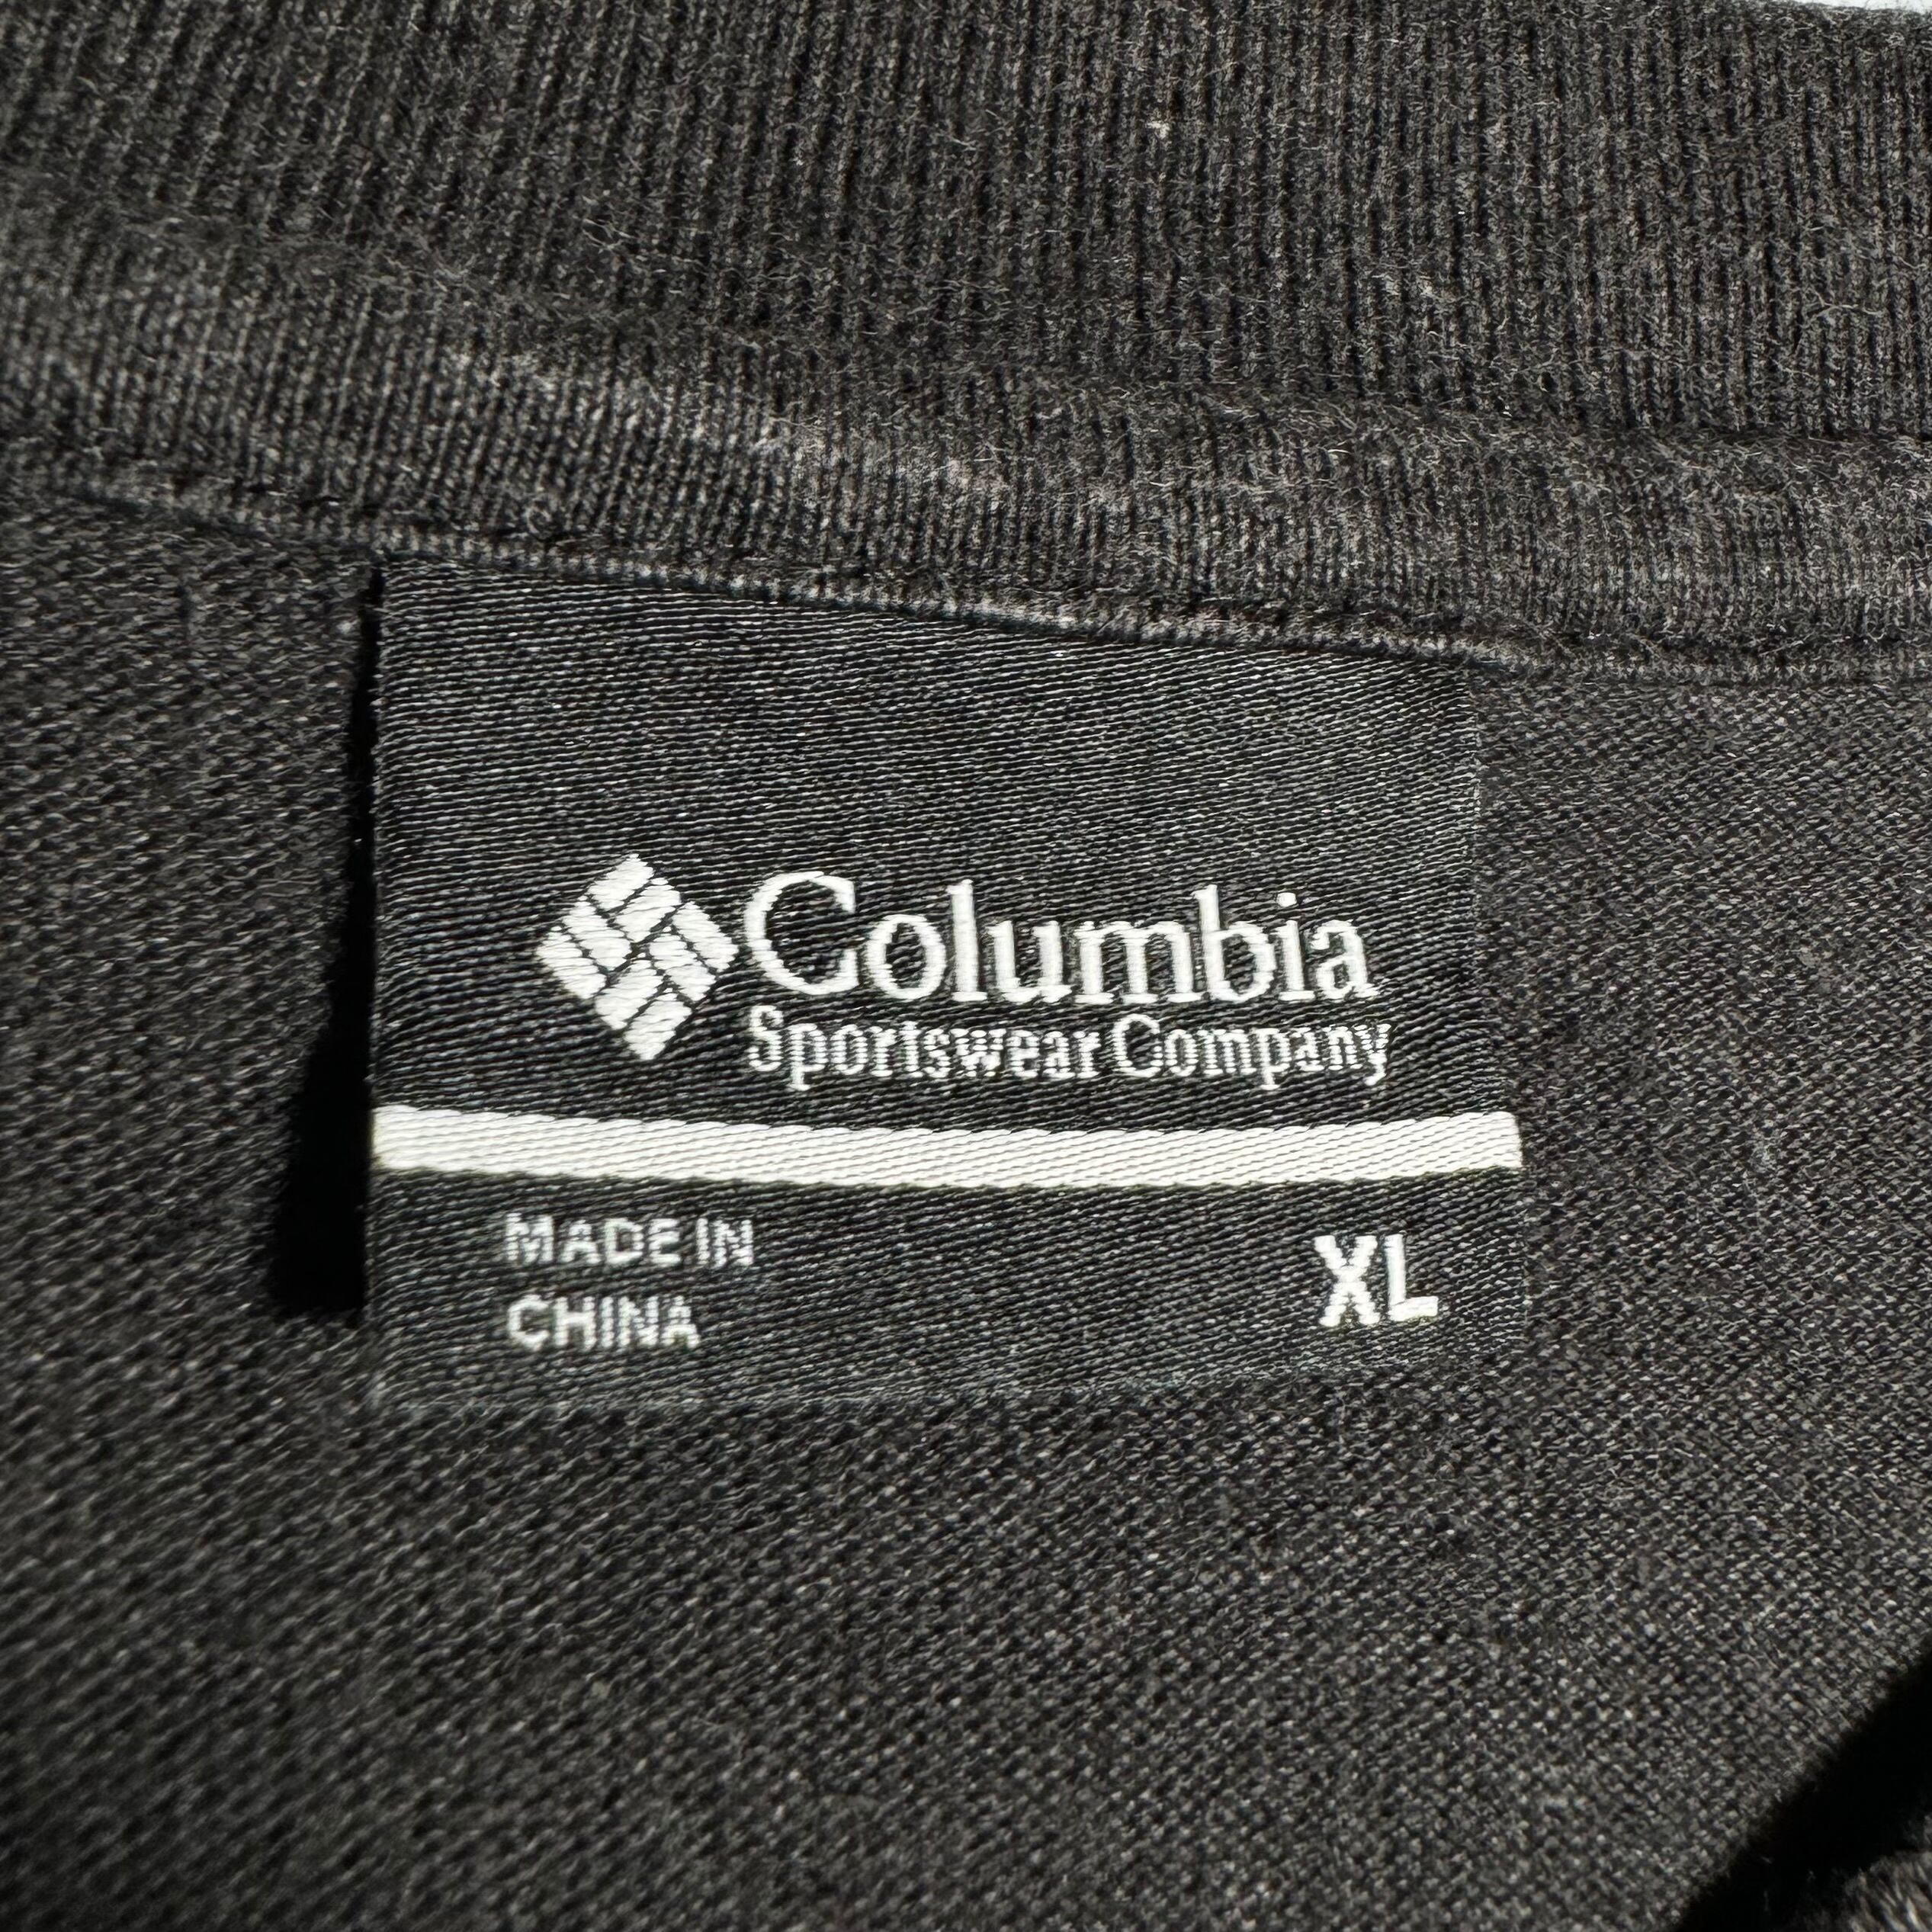 Columbia
Sportswear Company
MADE IN
CHINA
XL